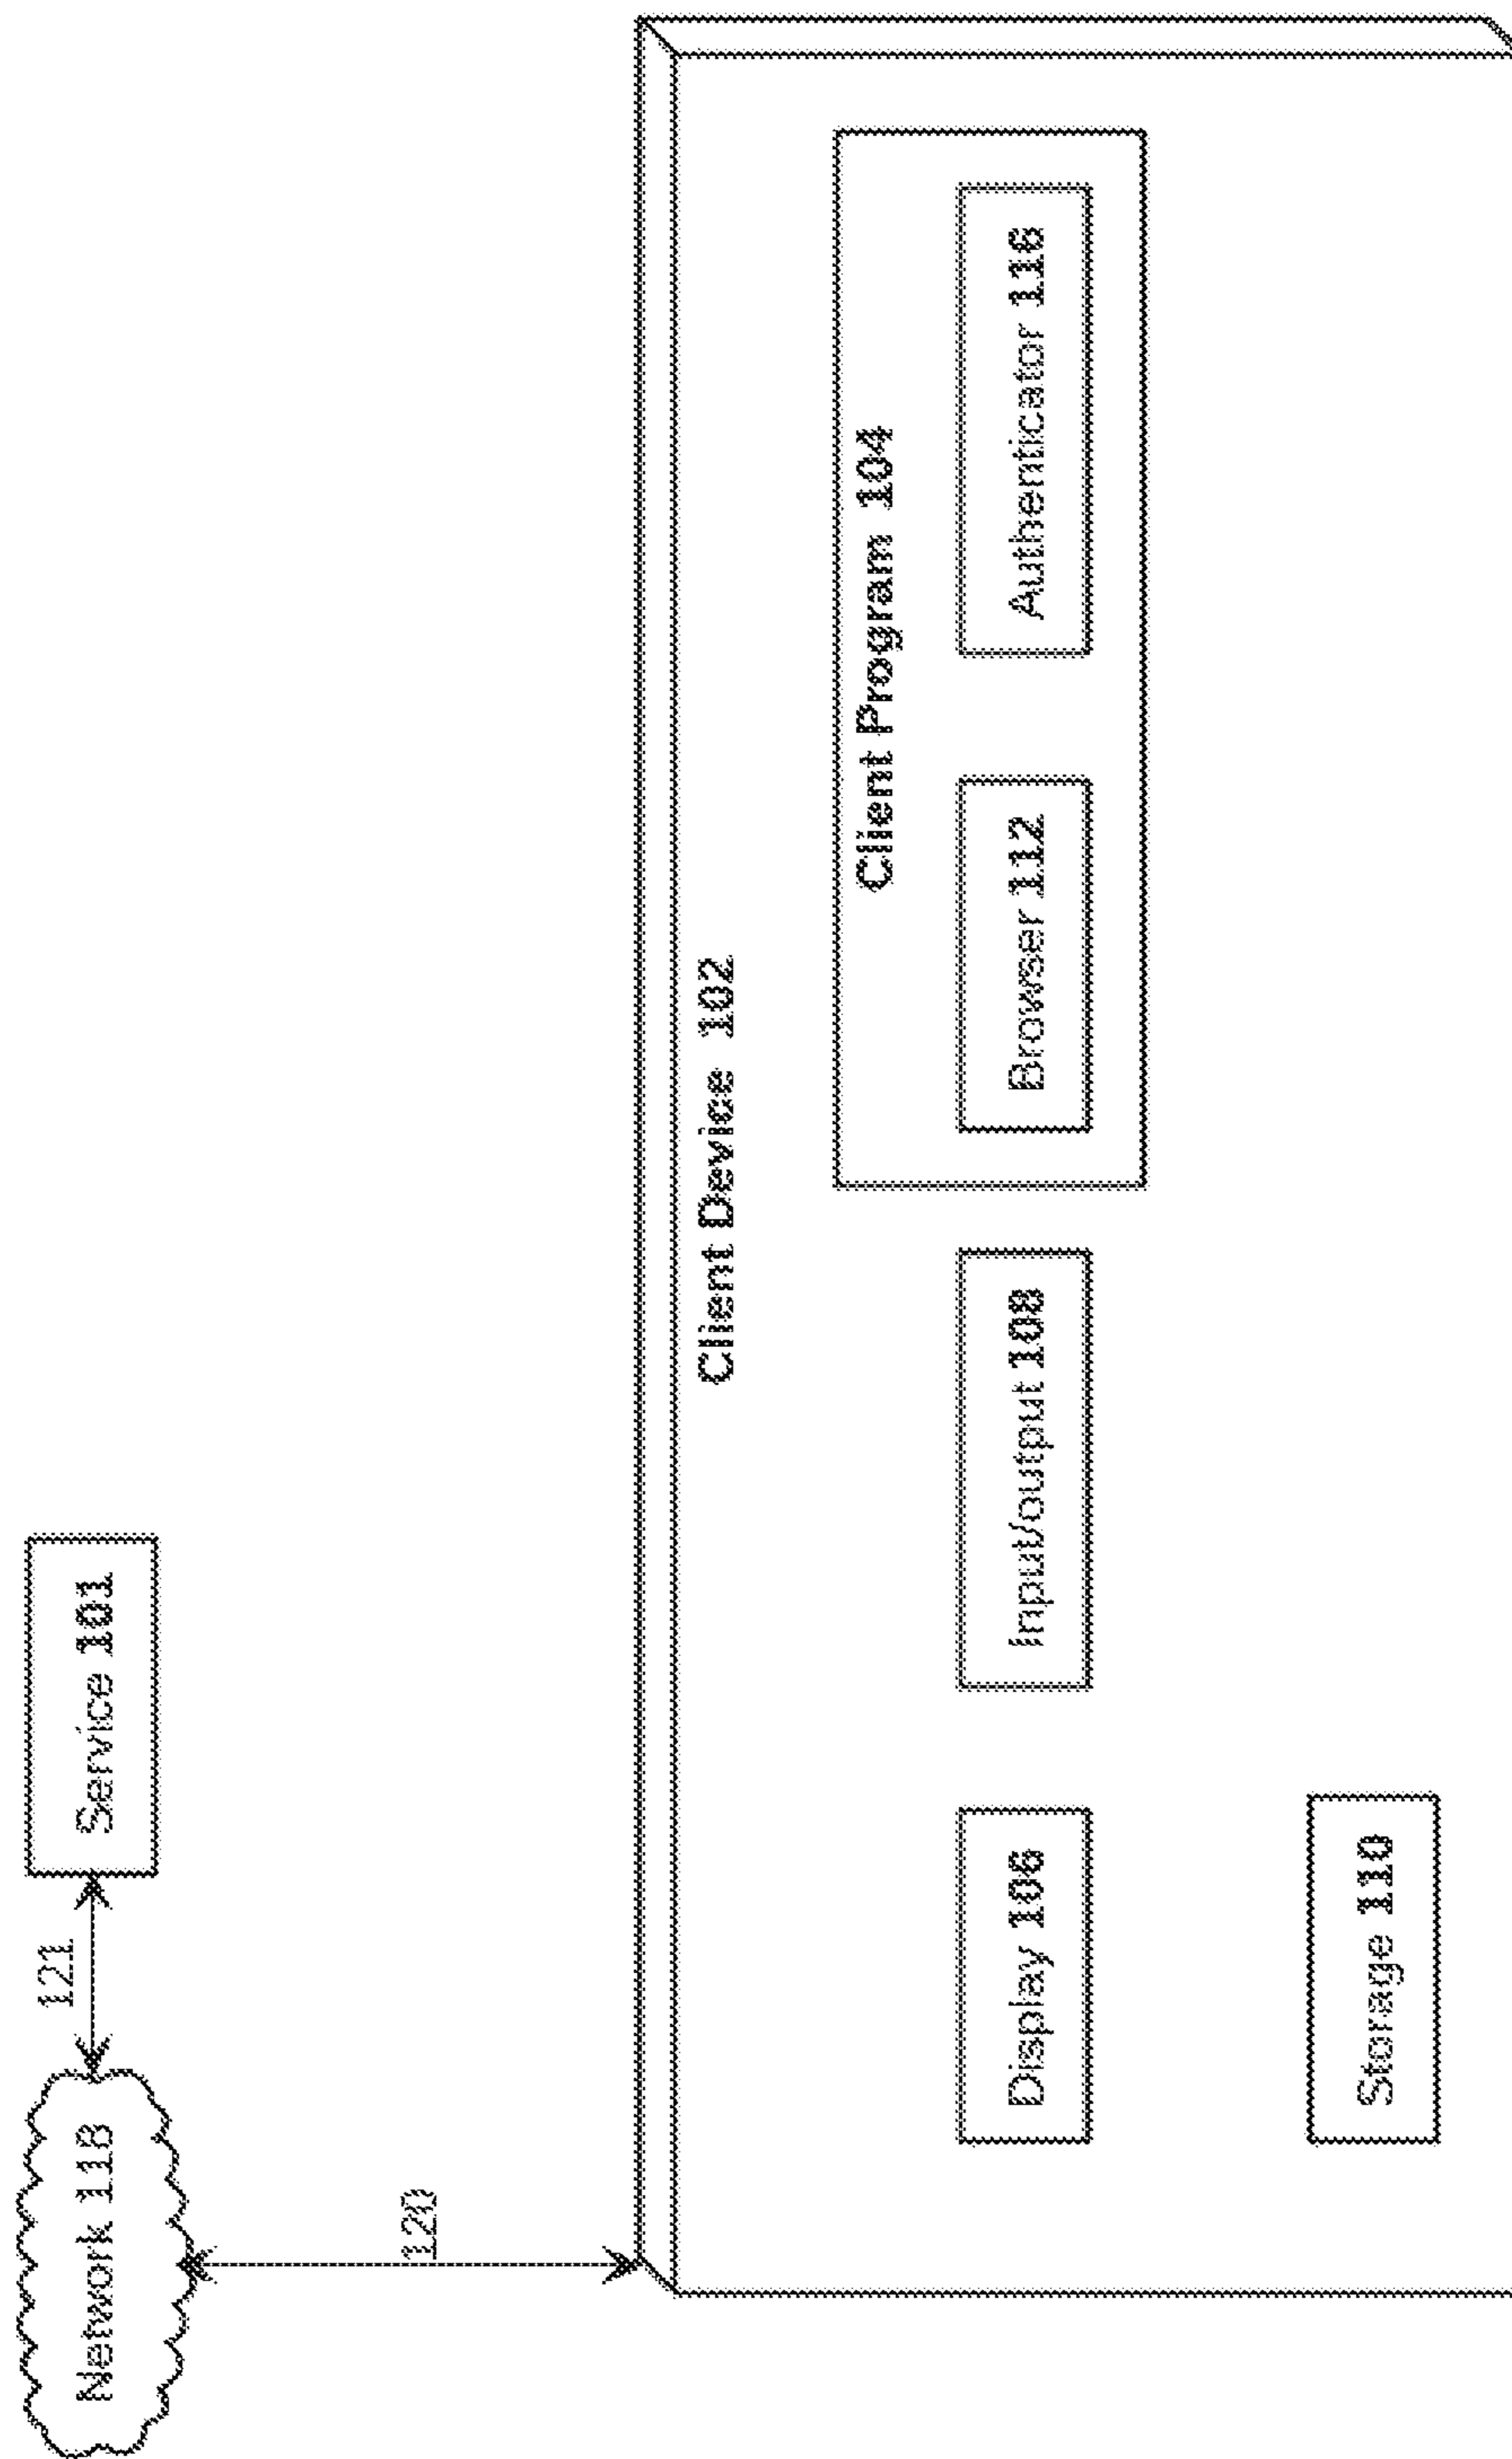 Network 118
121
Service 101
120
Client Device 102
Client Program 104
Display 106
Input/output 108
Browser 112
Authenticator 116
Storage 110